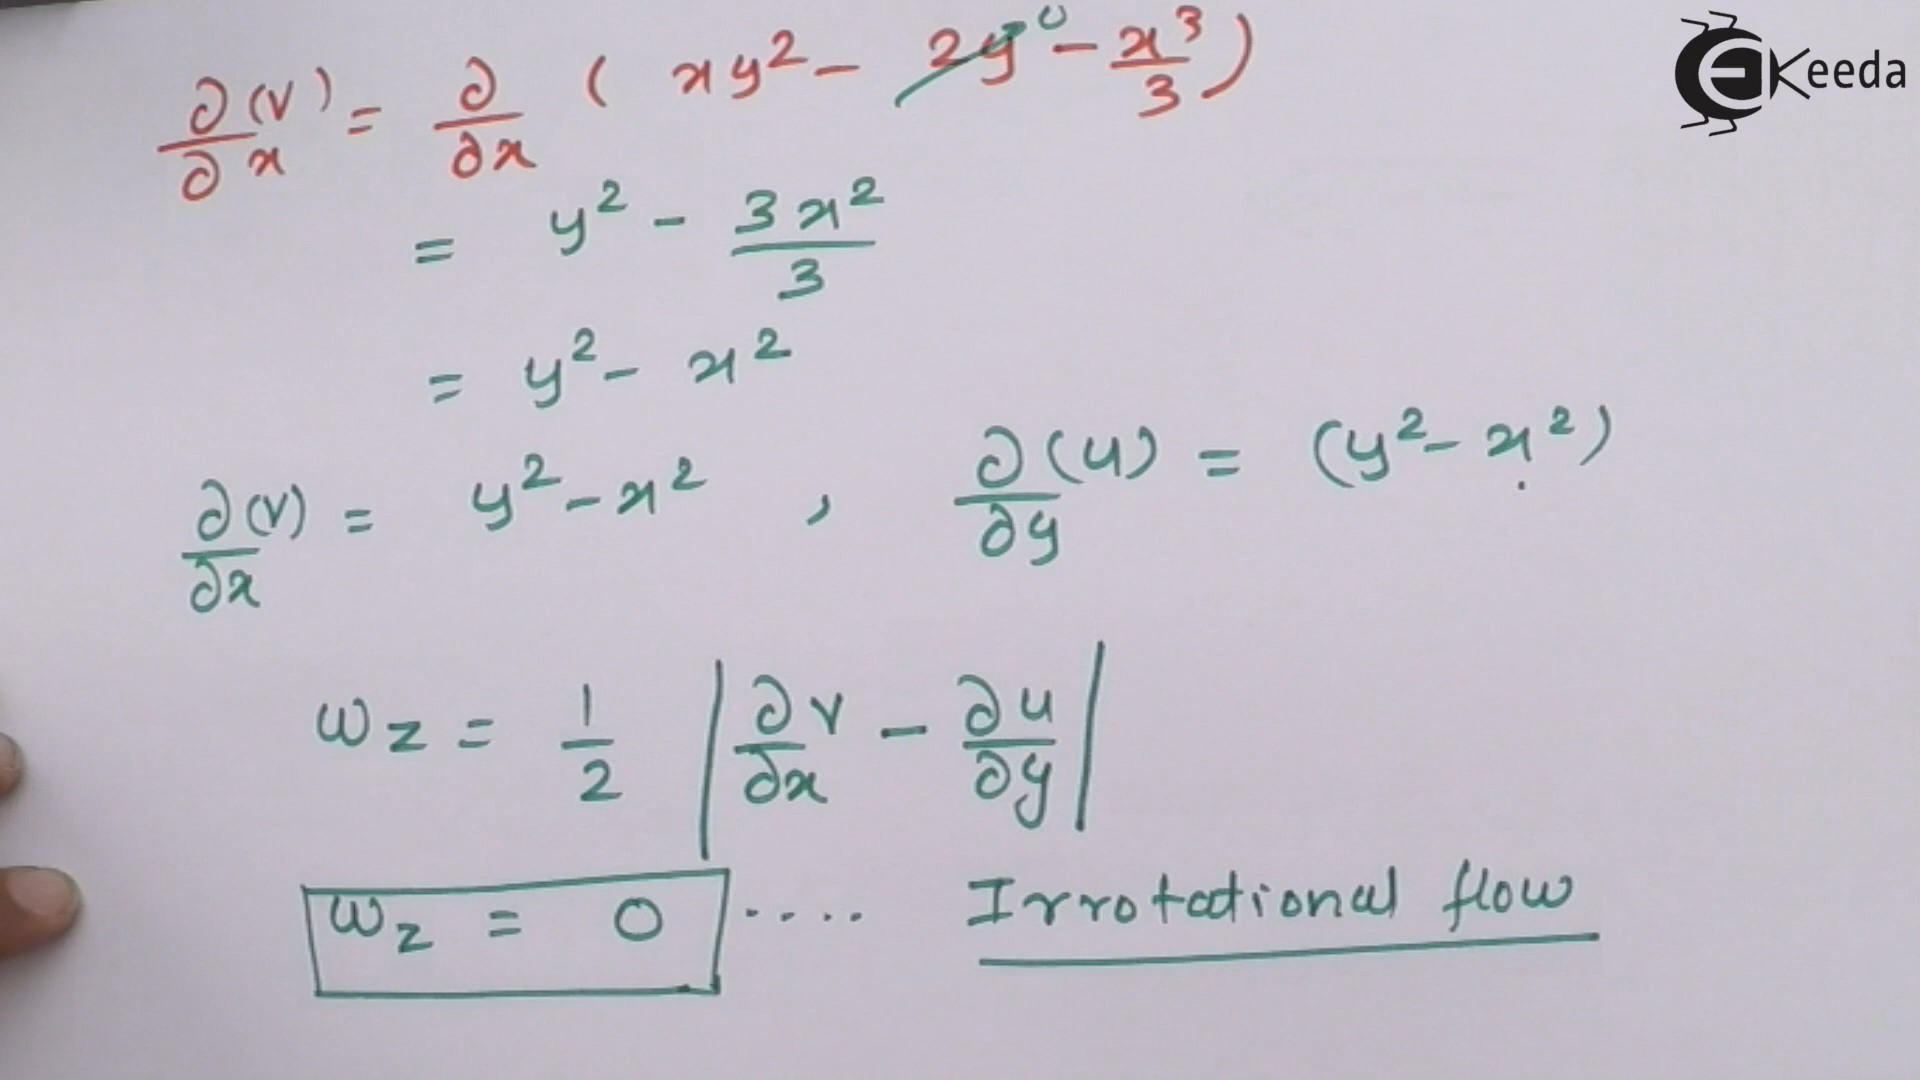 Keeda
∂(v)/∂x = ∂/∂x ( xy² - 2y⁰ - x³/3 )
= y² - 3x²/3
= y² - x²
∂(v)/∂x = y² - x² , ∂(u)/∂y = (y² - x²)
ωz = 1/2 | ∂v/∂x - ∂u/∂y |
ωz = 0 .... Irrotational flow